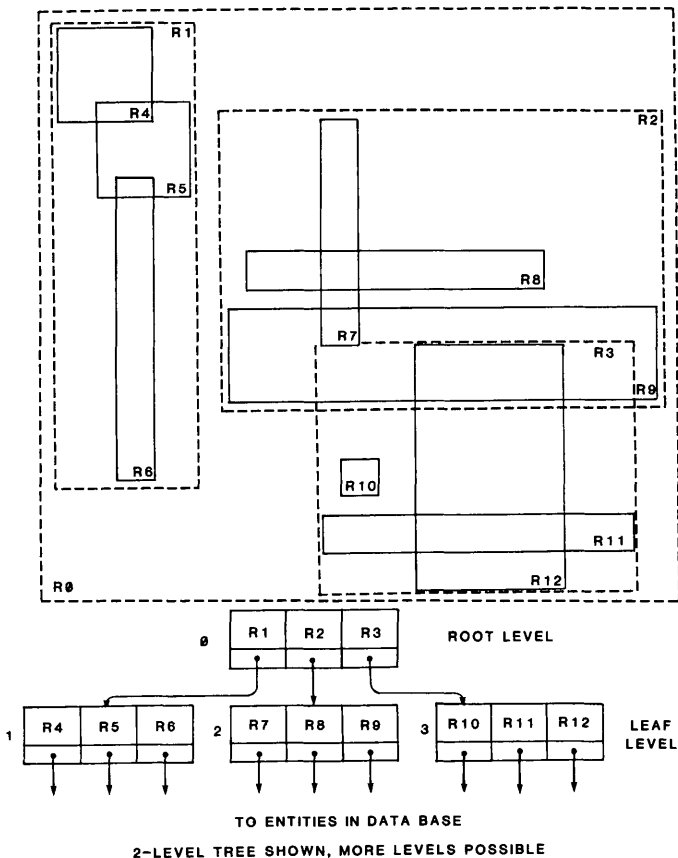 R1
R4
R2
R5
R8
R7
R3
R9
R6
R10
R11
R12
RØ
Ø R1 R2 R3 ROOT LEVEL
1 R4 R5 R6 2 R7 R8 R9 3 R10 R11 R12 LEAF
LEVEL
TO ENTITIES IN DATA BASE
2-LEVEL TREE SHOWN, MORE LEVELS POSSIBLE